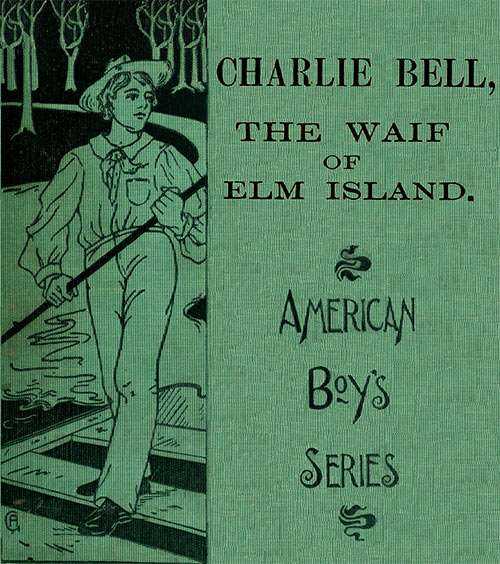 CHARLIE BELL,
THE WAIF
OF
ELM ISLAND.
AMERICAN
BOY'S
SERIES